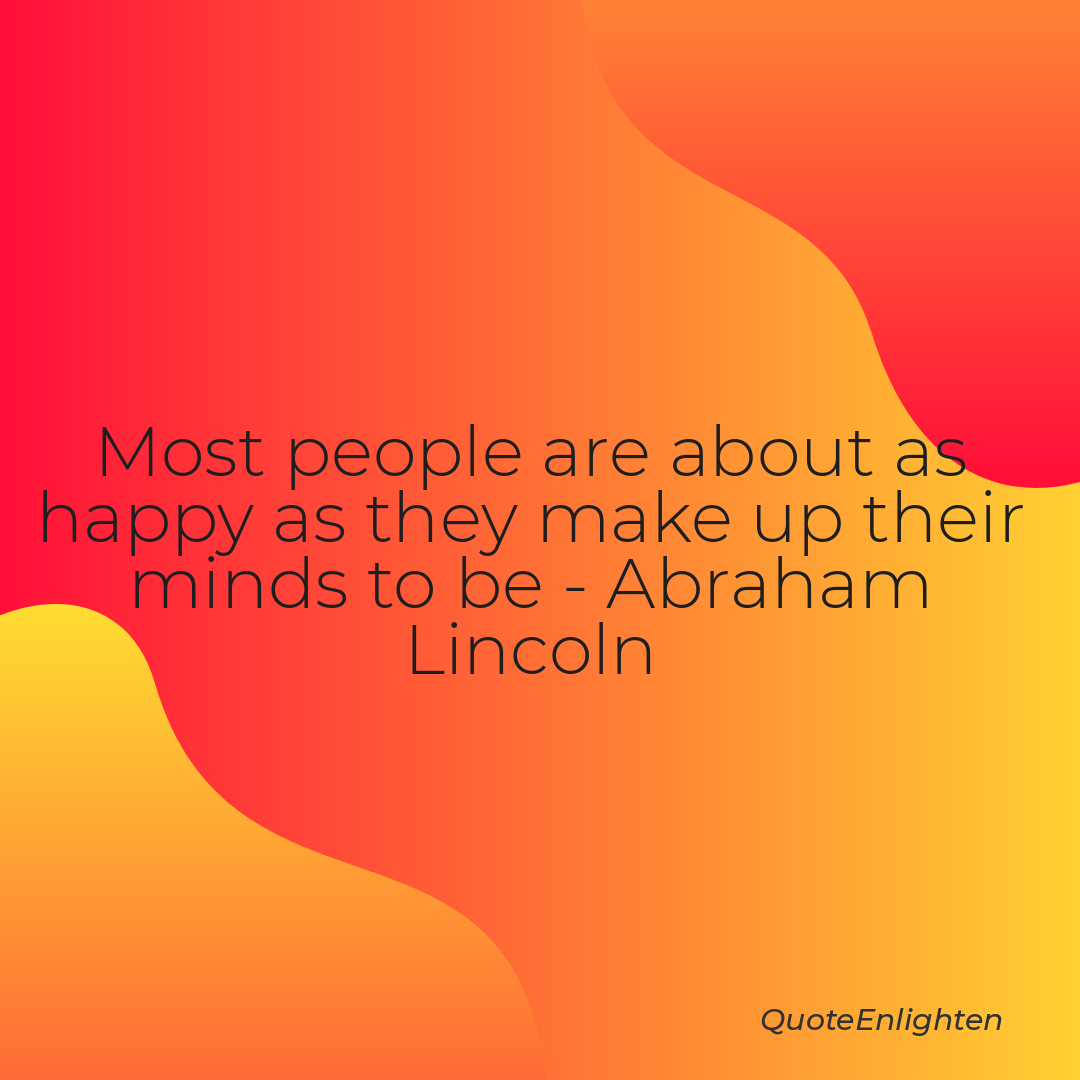 Most people are about as
happy as they make up their
minds to be - Abraham
Lincoln
QuoteEnlighten